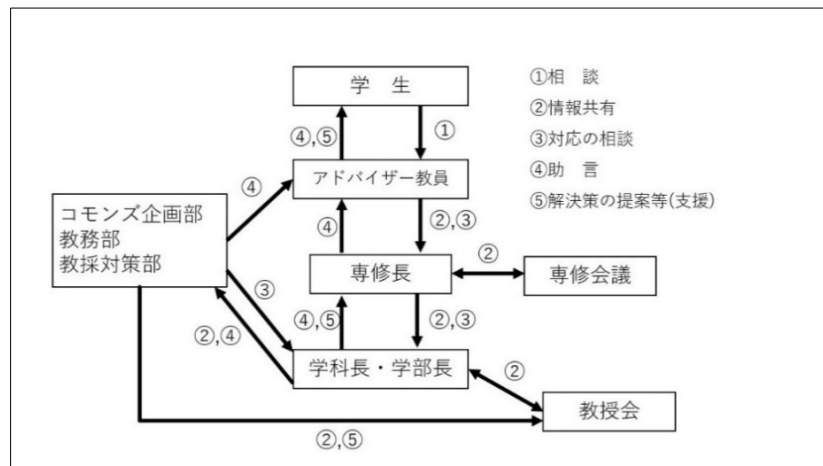 学　生
①相　談
②情報共有
③対応の相談
④助　言
⑤解決策の提案等(支援)
④,⑤
①
アドバイザー教員
④
コモンズ企画部
教務部
教採対策部
④
②,③
専修長
②
専修会議
③
④,⑤
②,③
②,④
学科長・学部長
②
教授会
②,⑤